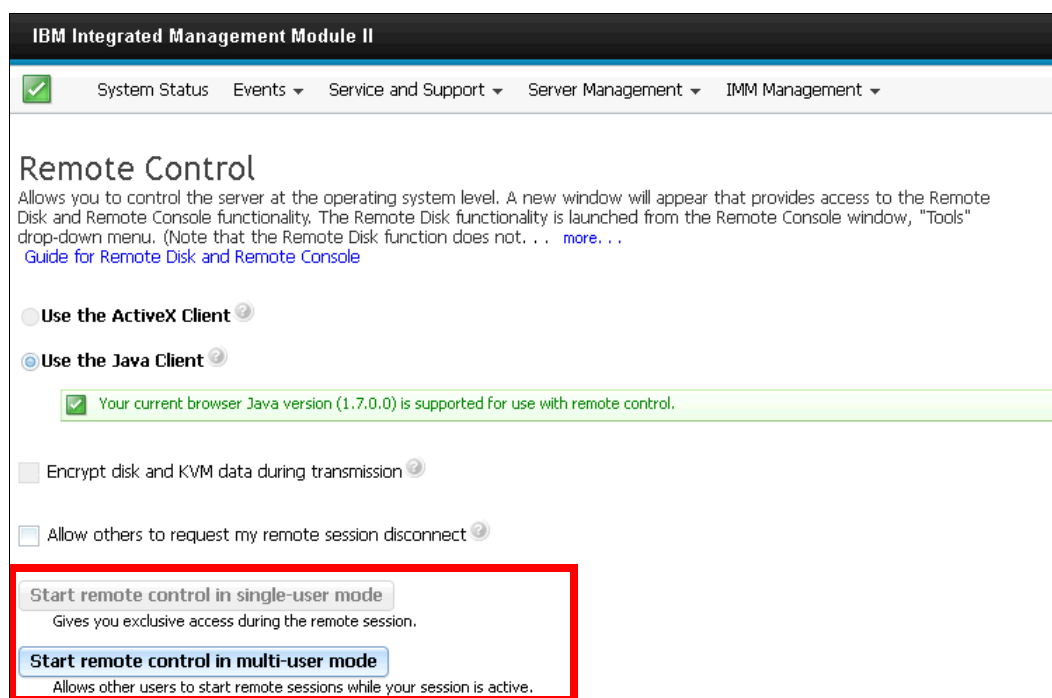 IBM Integrated Management Module II
System Status Events Service and Support Server Management IMM Management
Remote Control
Allows you to control the server at the operating system level. A new window will appear that provides access to the Remote
Disk and Remote Console functionality. The Remote Disk functionality is launched from the Remote Console window, "Tools"
drop-down menu. (Note that the Remote Disk function does not. . . more. . .
Guide for Remote Disk and Remote Console
Use the ActiveX Client ?
Use the Java Client ?
Your current browser Java version (1.7.0.0) is supported for use with remote control.
Encrypt disk and KVM data during transmission ?
Allow others to request my remote session disconnect ?
Start remote control in single-user mode
Gives you exclusive access during the remote session.
Start remote control in multi-user mode
Allows other users to start remote sessions while your session is active.